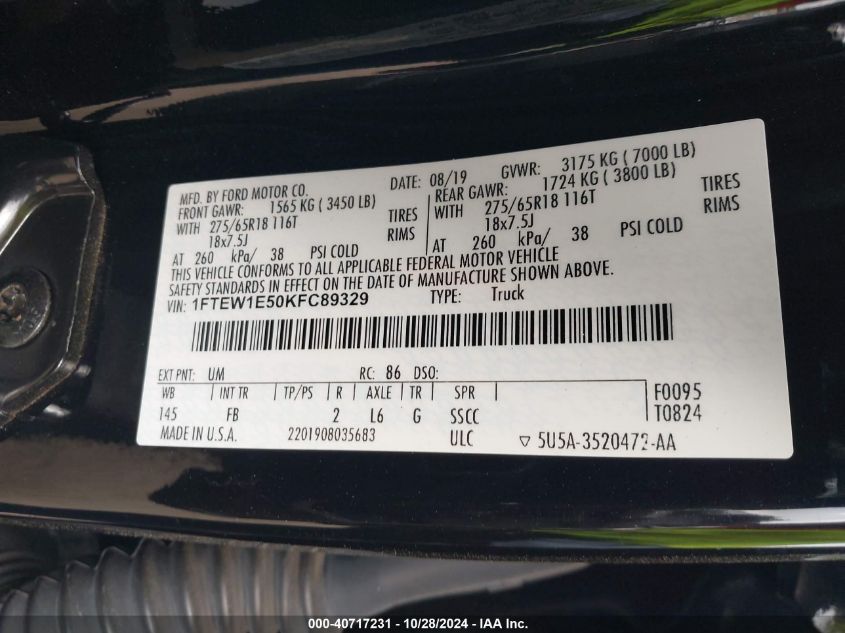 MFD. BY FORD MOTOR CO. DATE: 08/19 GVWR: 3175 KG ( 7000 LB)
FRONT GAWR: 1565 KG ( 3450 LB) REAR GAWR: 1724 KG ( 3800 LB)
WITH 275/65R18 116T TIRES WITH 275/65R18 116T TIRES
18x7.5J RIMS 18x7.5J RIMS
AT 260 kPa/ 38 PSI COLD AT 260 kPa/ 38 PSI COLD
THIS VEHICLE CONFORMS TO ALL APPLICABLE FEDERAL MOTOR VEHICLE
SAFETY STANDARDS IN EFFECT ON THE DATE OF MANUFACTURE SHOWN ABOVE.
VIN: 1FTEW1E50KFC89329 TYPE: Truck
EXT PNT: UM RC: 86 DSO:
WB INT TR TP/PS R AXLE TR SPR F0095
145 FB 2 L6 G SSCC T0824
MADE IN U.S.A. 2201908035683 ULC ▽ 5U5A-3520472-AA
000-40717231 - 10/28/2024 - IAA Inc.